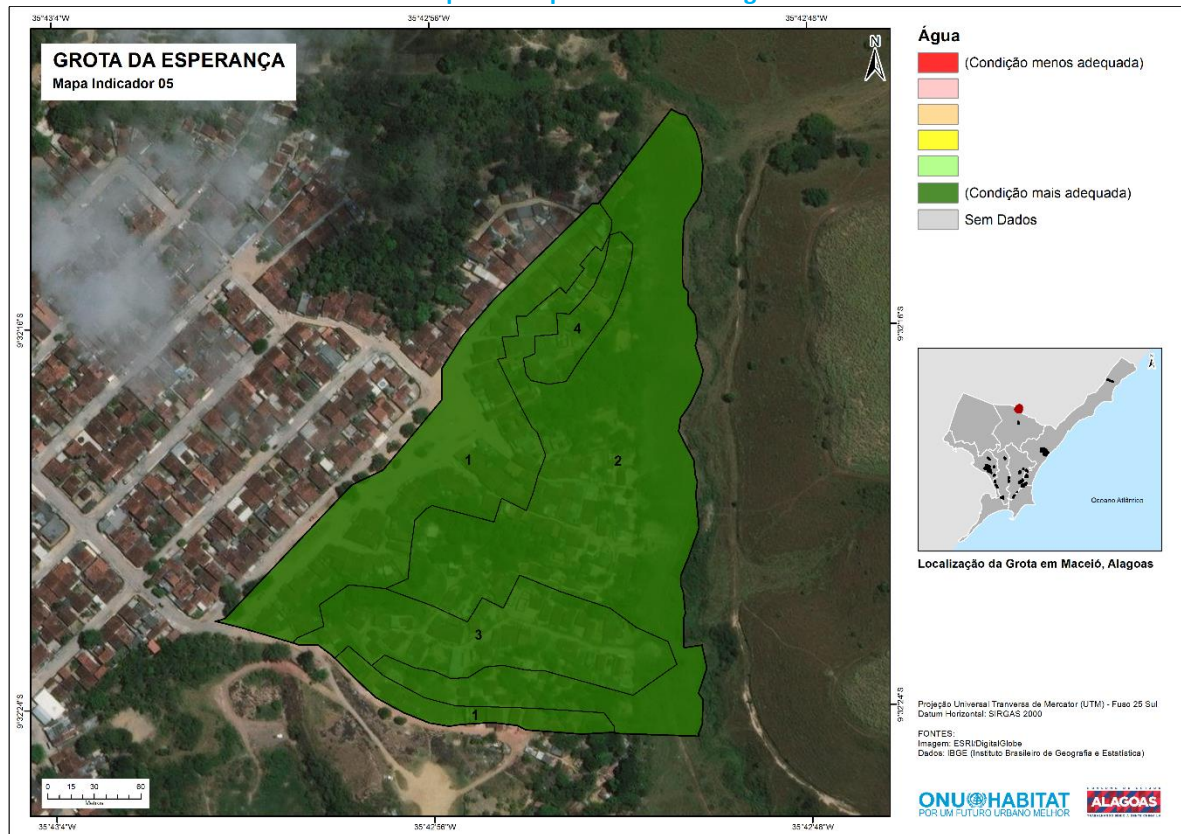 35°43'4"W
35°42'56"W
35°42'48"W
GROTA DA ESPERANÇA
Mapa Indicador 05
N
Água
(Condição menos adequada)
(Condição mais adequada)
Sem Dados
9°32'16"S
9°32'16"S
4
1
2
3
1
N
Oceano Atlântico
Localização da Grota em Maceió, Alagoas
9°32'24"S
9°32'24"S
Projeção Universal Tranversa de Mercator (UTM) - Fuso 25 Sul
Datum Horizontal: SIRGAS 2000
FONTES:
Imagem: ESRI/DigitalGlobe
Dados: IBGE (Instituto Brasileiro de Geografia e Estatística)
0 15 30 60
Metros
ONU HABITAT
POR UM FUTURO URBANO MELHOR
ALAGOAS
35°43'4"W
35°42'56"W
35°42'48"W